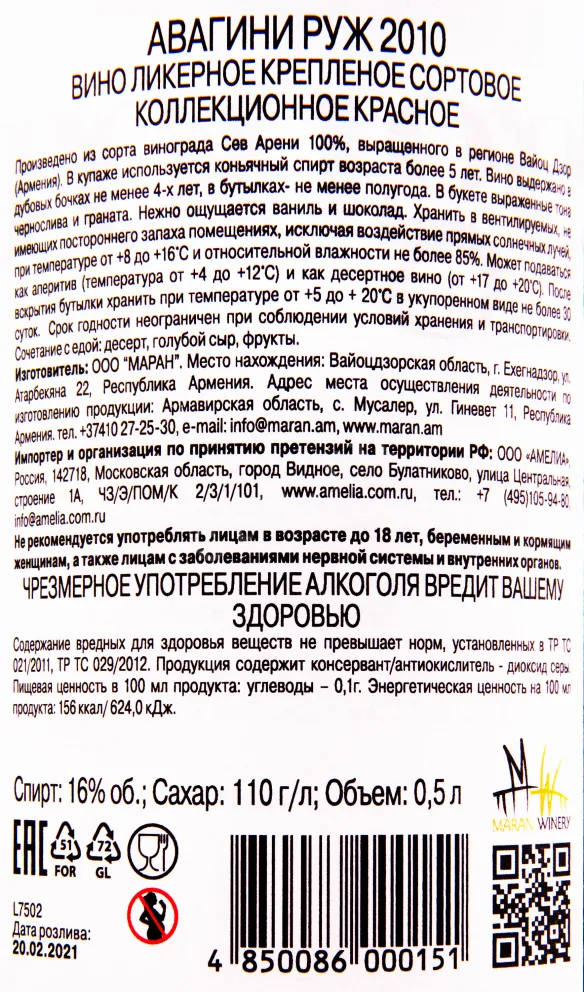 АВАГИНИ РУЖ 2010
ВИНО ЛИКЕРНОЕ КРЕПЛЕНОЕ СОРТОВОЕ
КОЛЛЕКЦИОННОЕ КРАСНОЕ
Произведено из сорта винограда Сев Арени 100%, выращенного в регионе Вайоц Дзор
(Армения). В купаже используется коньячный спирт возраста более 5 лет. Вино выдержано в
дубовых бочках не менее 4-х лет, в бутылках- не менее полугода. В букете выраженные тона
чернослива и граната. Нежно ощущается ваниль и шоколад. Хранить в вентилируемых, не
имеющих постороннего запаха помещениях, исключая воздействие прямых солнечных лучей,
при температуре от +8 до +16°С и относительной влажности не более 85%. Может подаваться
как аперитив (температура от +4 до +12°С) и как десертное вино (от +17 до +20°С). После
вскрытия бутылки хранить при температуре от +5 до + 20°С в укупоренном виде не более 30
суток. Срок годности неограничен при соблюдении условий хранения и транспортировки.
Сочетание с едой: десерт, голубой сыр, фрукты.
Изготовитель: ООО "МАРАН". Место нахождения: Вайоцдзорская область, г. Ехегнадзор, ул.
Атарбекяна 22, Республика Армения. Адрес места осуществления деятельности по
изготовлению продукции: Армавирская область, с. Мусалер, ул. Гиневет 11, Республика
Армения. тел. +37410 27-25-30, e-mail: info@maran.am, www.maran.am
Импортер и организация по принятию претензий на территории РФ: ООО «АМЕЛИА»,
Россия, 142718, Московская область, город Видное, село Булатниково, улица Центральная,
строение 1А, ЧЗ/Э/ПОМ/К 2/3/1/101, www.amelia.com.ru, тел.: +7 (495)105-94-80,
info@amelia.com.ru
Не рекомендуется употреблять лицам в возрасте до 18 лет, беременным и кормящим
женщинам, а также лицам с заболеваниями нервной системы и внутренних органов.
ЧРЕЗМЕРНОЕ УПОТРЕБЛЕНИЕ АЛКОГОЛЯ ВРЕДИТ ВАШЕМУ
ЗДОРОВЬЮ
Содержание вредных для здоровья веществ не превышает норм, установленных в ТР ТС
021/2011, ТР ТС 029/2012. Продукция содержит консервант/антиокислитель - диоксид серы.
Пищевая ценность в 100 мл продукта: углеводы – 0,1г. Энергетическая ценность на 100 мл
продукта: 156 ккал/ 624,0 кДж.
Спирт: 16% об.; Сахар: 110 г/л; Объем: 0,5 л
MARAN WINERY
ЕАС 51 FOR 72 GL
L7502
Дата розлива:
20.02.2021
4 850086 000151